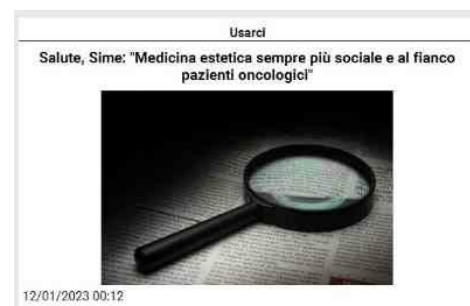 Usarci
Salute, Sime: "Medicina estetica sempre più sociale e al fianco
pazienti oncologici"
12/01/2023 00:12